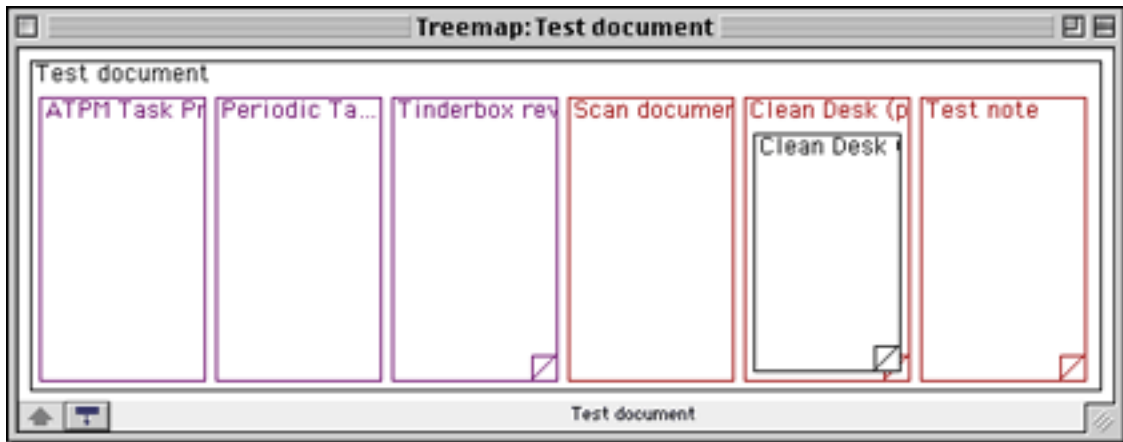 Treemap: Test document
Test document
ATPM Task Pr
Periodic Ta...
Tinderbox rev
Scan documen
Clean Desk (p
Test note
Clean Desk
Test document